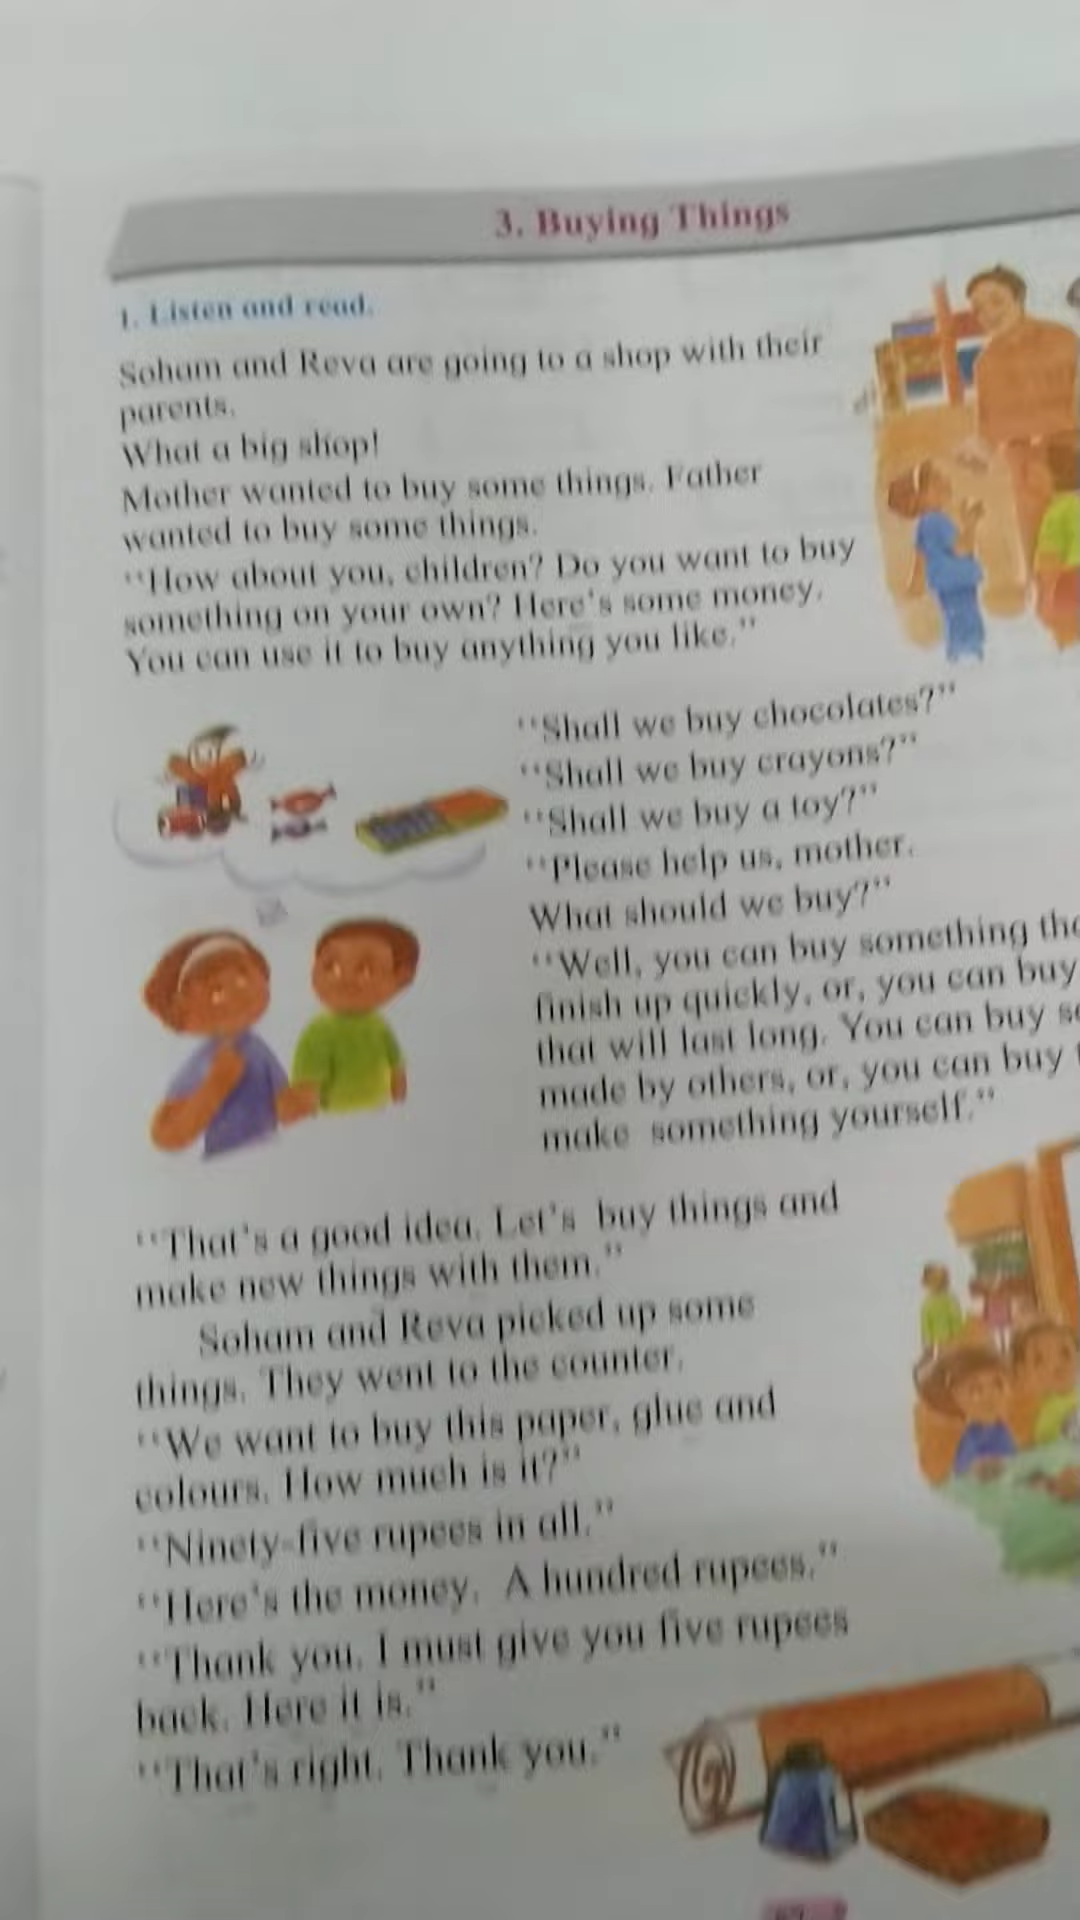 3. Buying Things
1. Listen and read.
Soham and Reva are going to a shop with their
parents.
What a big shop!
Mother wanted to buy some things. Father
wanted to buy some things.
“How about you, children? Do you want to buy
something on your own? Here's some money.
You can use it to buy anything you like.”
“Shall we buy chocolates?”
“Shall we buy crayons?”
“Shall we buy a toy?”
“Please help us, mother.
What should we buy?”
“Well, you can buy something
finish up quickly, or, you can buy
that will last long. You can buy
made by others, or, you can buy
make something yourself.”
“That's a good idea. Let's buy things and
make new things with them.”
Soham and Reva picked up some
things. They went to the counter.
“We want to buy this paper, glue and
colours. How much is it?”
“Ninety-five rupees in all.”
“Here's the money. A hundred rupees.”
“Thank you. I must give you five rupees
back. Here it is.”
“That's right. Thank you.”